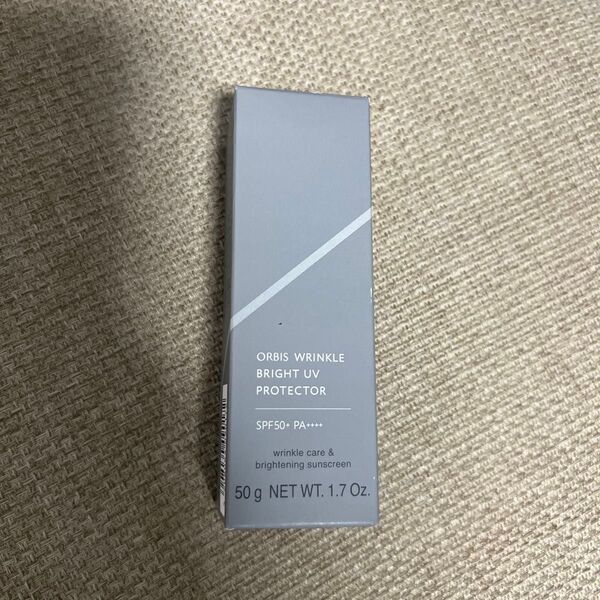 ORBIS WRINKLE
BRIGHT UV
PROTECTOR
SPF50+ PA++++
wrinkle care &
brightening sunscreen
50 g NET WT. 1.7 Oz.